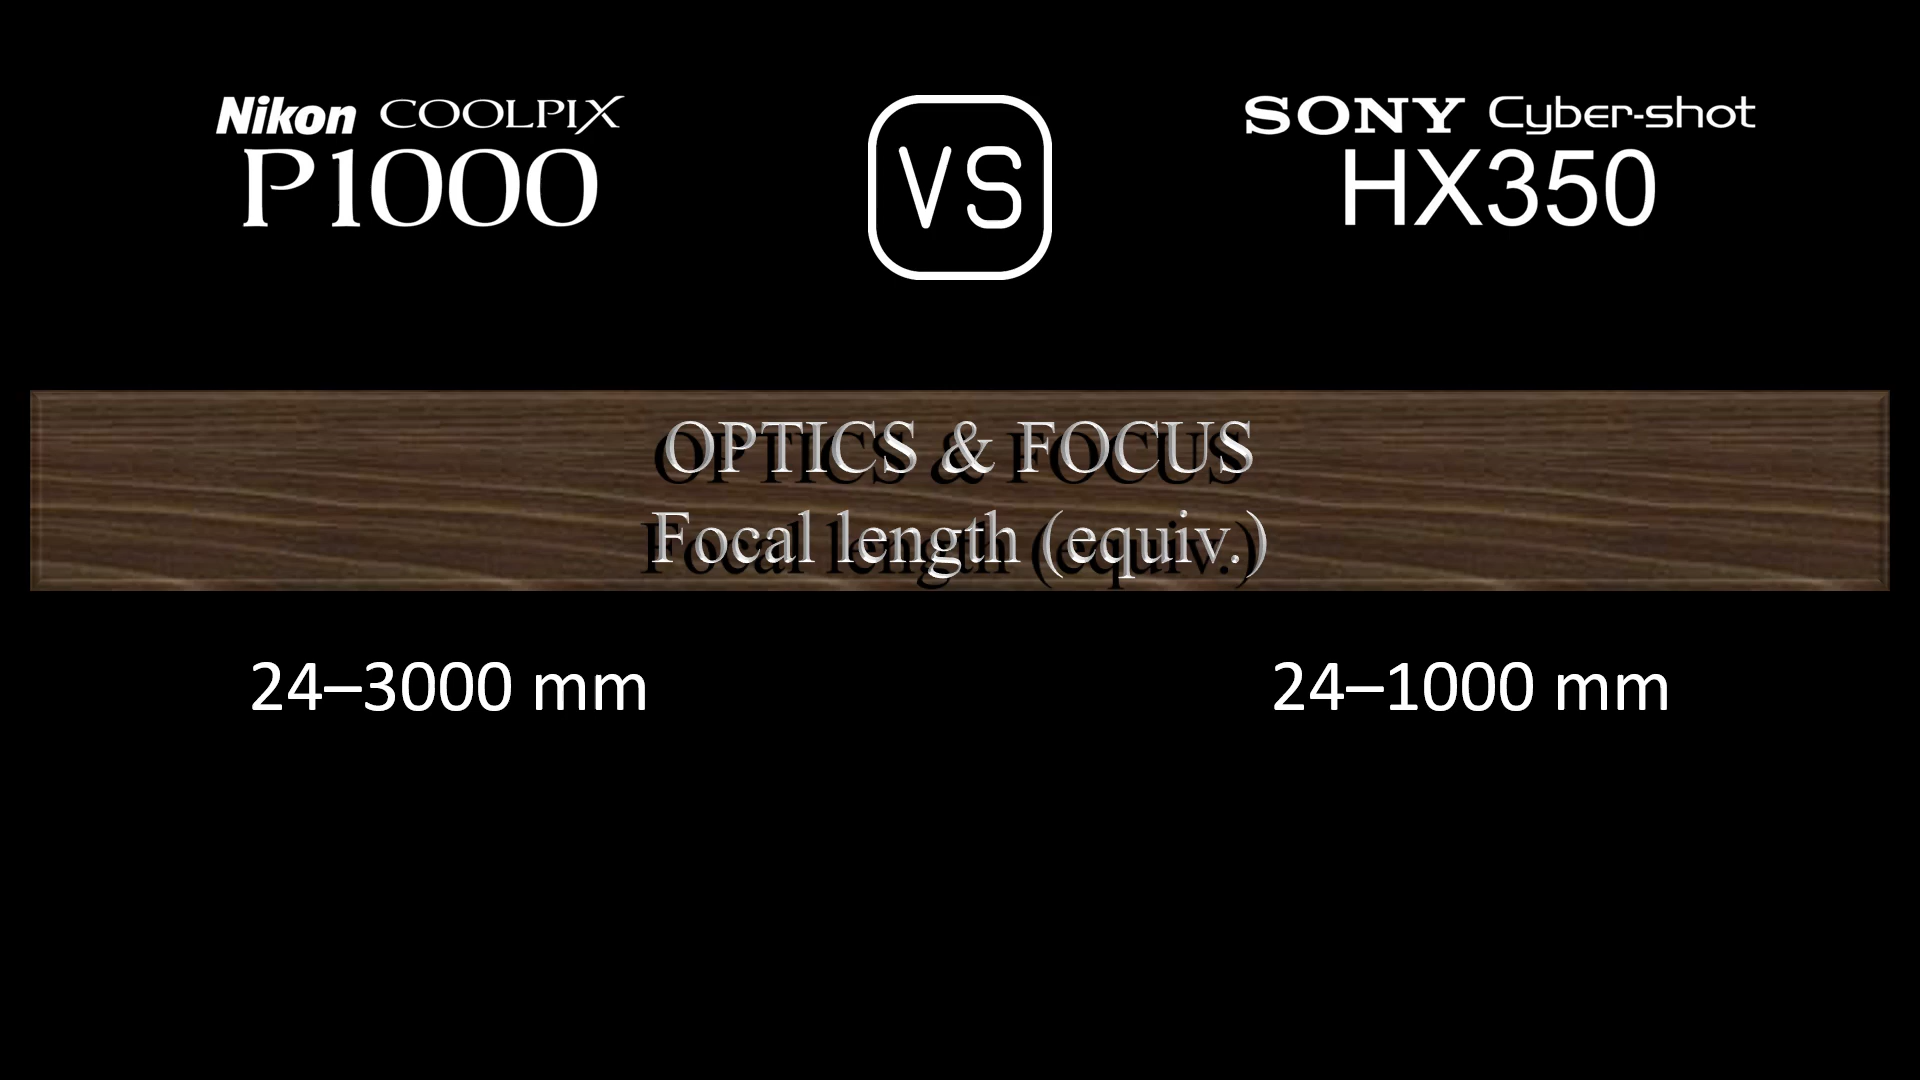 Nikon COOLPIX
P1000
VS
SONY Cyber-shot
HX350
OPTICS & FOCUS
Focal length (equiv.)
24–3000 mm
24–1000 mm